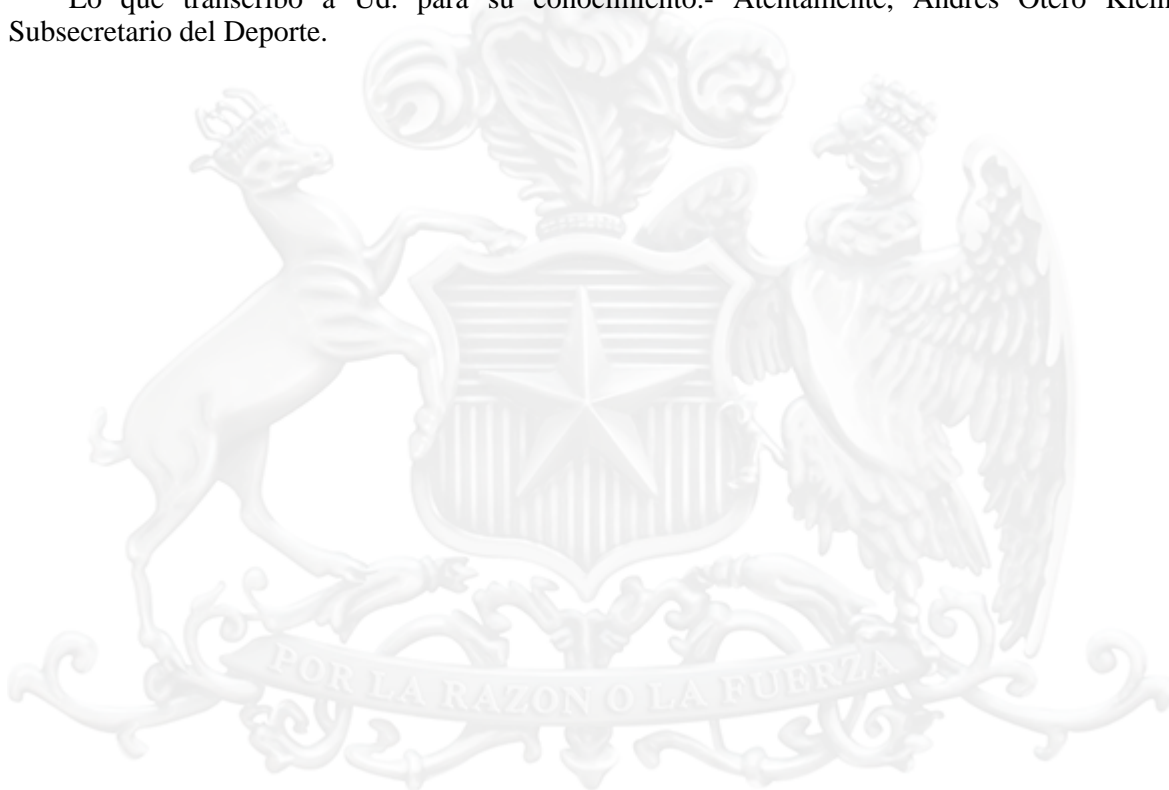 Lo que transcribo a Ud. para su conocimiento.- Atentamente, Andrés Otero Klein,
Subsecretario del Deporte.
POR LA RAZON O LA FUERZA